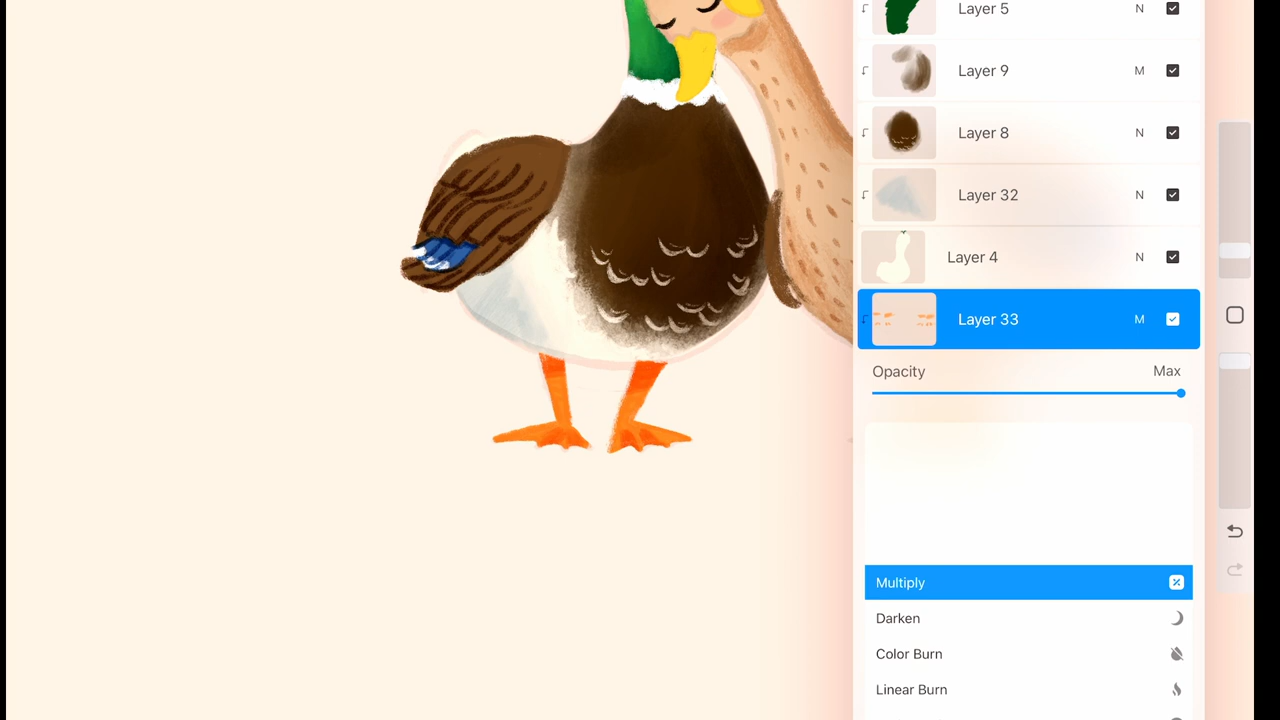 Layer 5 N
Layer 9 M
Layer 8 N
Layer 32 N
Layer 4 N
Layer 33 M
Opacity Max
Multiply
Darken
Color Burn
Linear Burn